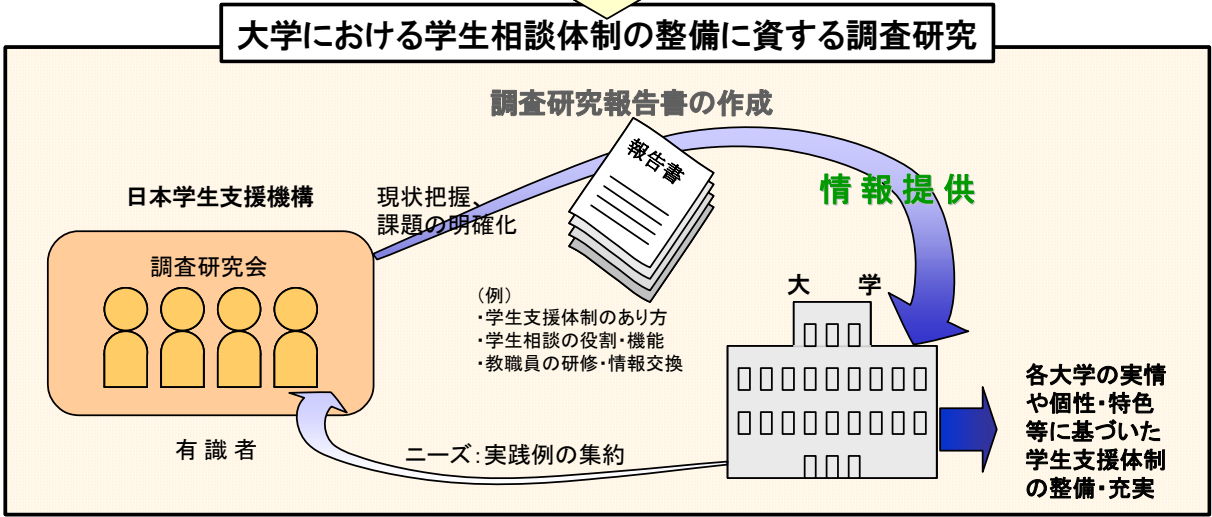 大学における学生相談体制の整備に資する調査研究
調査研究報告書の作成
報告書
情報提供
日本学生支援機構
現状把握、
課題の明確化
調査研究会
(例)
・学生支援体制のあり方
・学生相談の役割・機能
・教職員の研修・情報交換
大 学
有識者
ニーズ:実践例の集約
各大学の実情
や個性・特色
等に基づいた
学生支援体制
の整備・充実